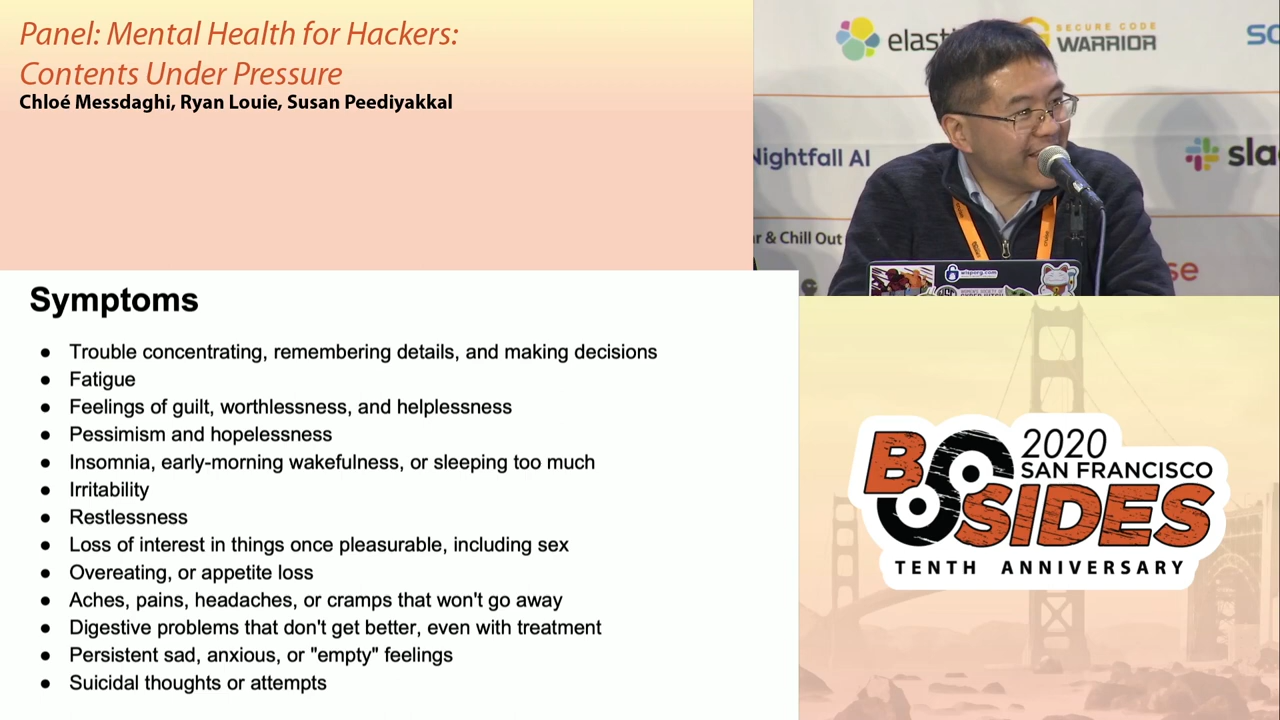 Panel: Mental Health for Hackers:
Contents Under Pressure
Chloé Messdaghi, Ryan Louie, Susan Peediyakkal
elasti
SECURE CODE
WARRIOR
Nightfall AI
sla
r & Chill Out
se
wisporg.com
Symptoms
● Trouble concentrating, remembering details, and making decisions
● Fatigue
● Feelings of guilt, worthlessness, and helplessness
● Pessimism and hopelessness
● Insomnia, early-morning wakefulness, or sleeping too much
● Irritability
● Restlessness
● Loss of interest in things once pleasurable, including sex
● Overeating, or appetite loss
● Aches, pains, headaches, or cramps that won't go away
● Digestive problems that don't get better, even with treatment
● Persistent sad, anxious, or "empty" feelings
● Suicidal thoughts or attempts
2020
SAN FRANCISCO
BSIDES
TENTH ANNIVERSARY